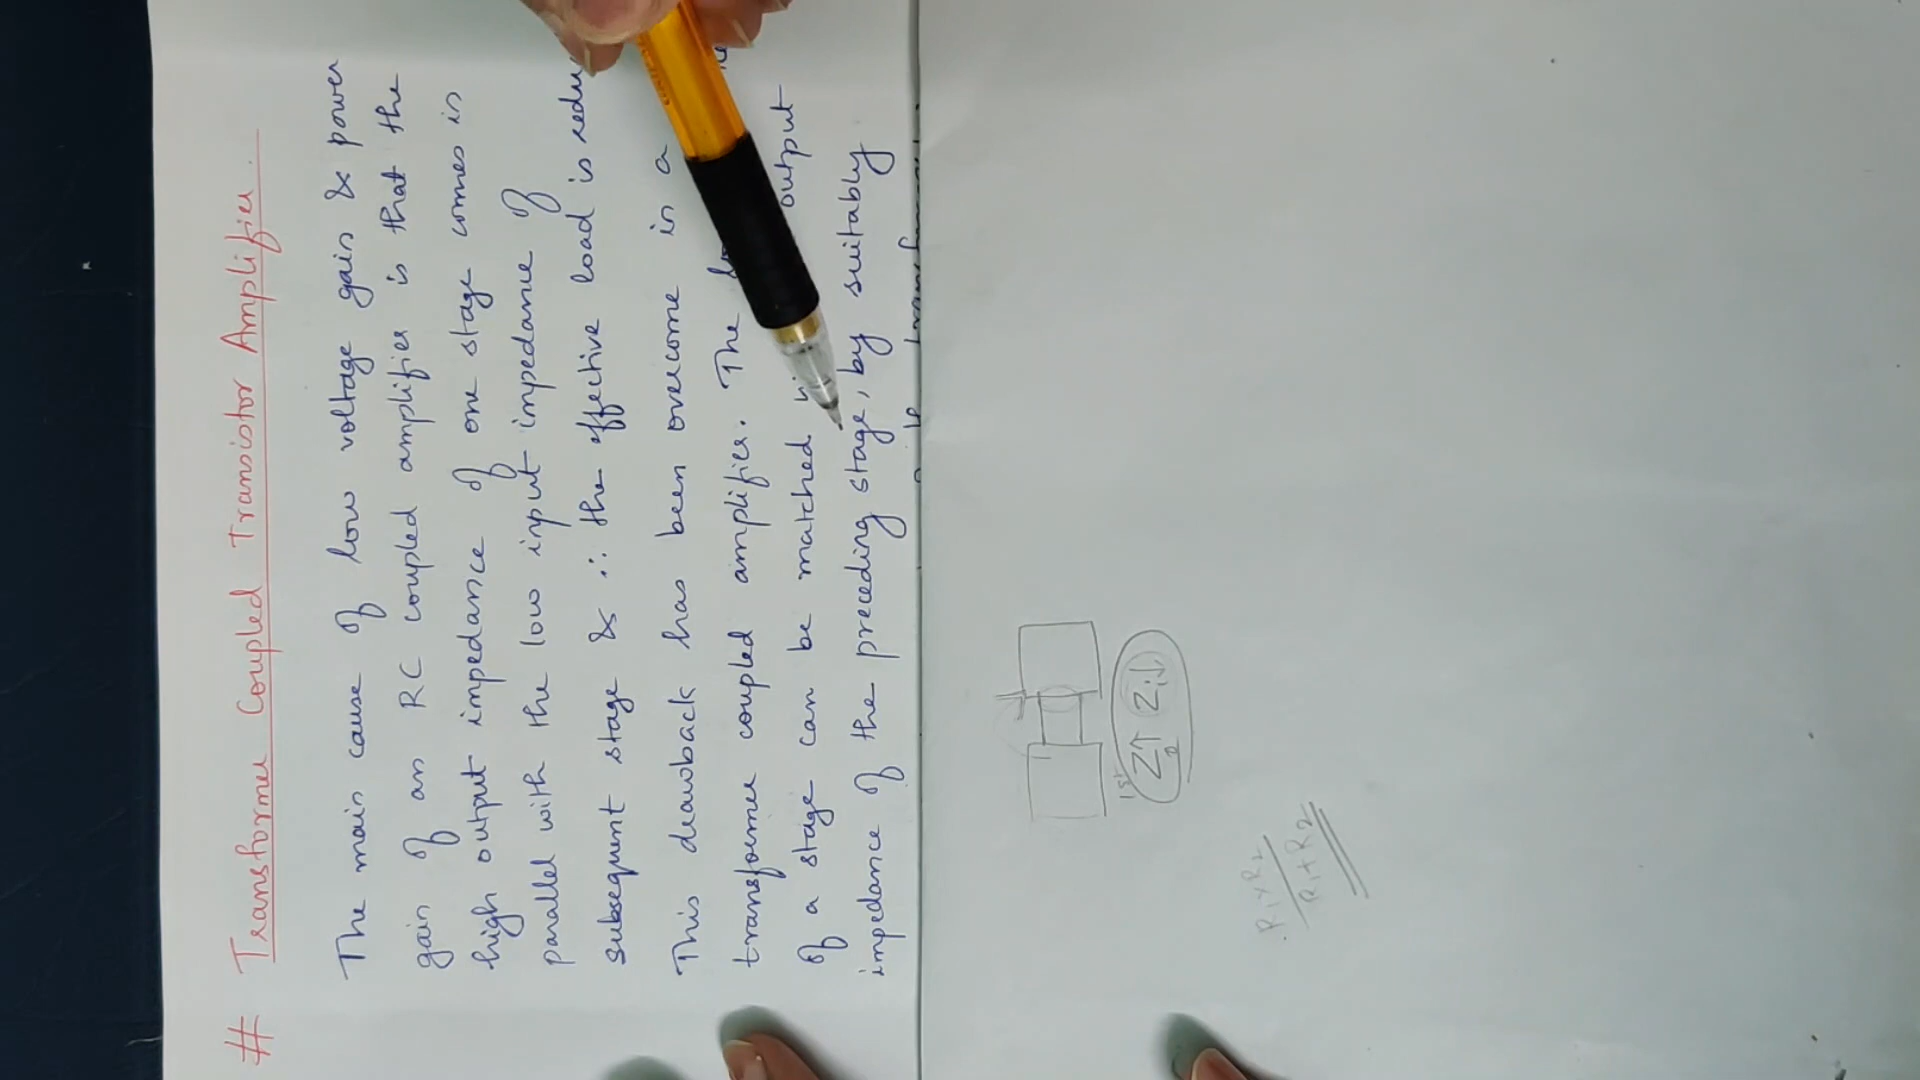 # Transformer Coupled Transistor Amplifier.
The main cause of low voltage gain & power
gain of an RC coupled amplifier is that the
high output impedance of one stage comes in
parallel with the low input impedance of
subsequent stage & ∴ the effective load is redu
This drawback has been overcome in a
transformer coupled amplifier. The
of a stage can be matched output
impedance of the preceding stage, by suitably
1st
Z0↑ Zi↓
R1×R2
R1+R2